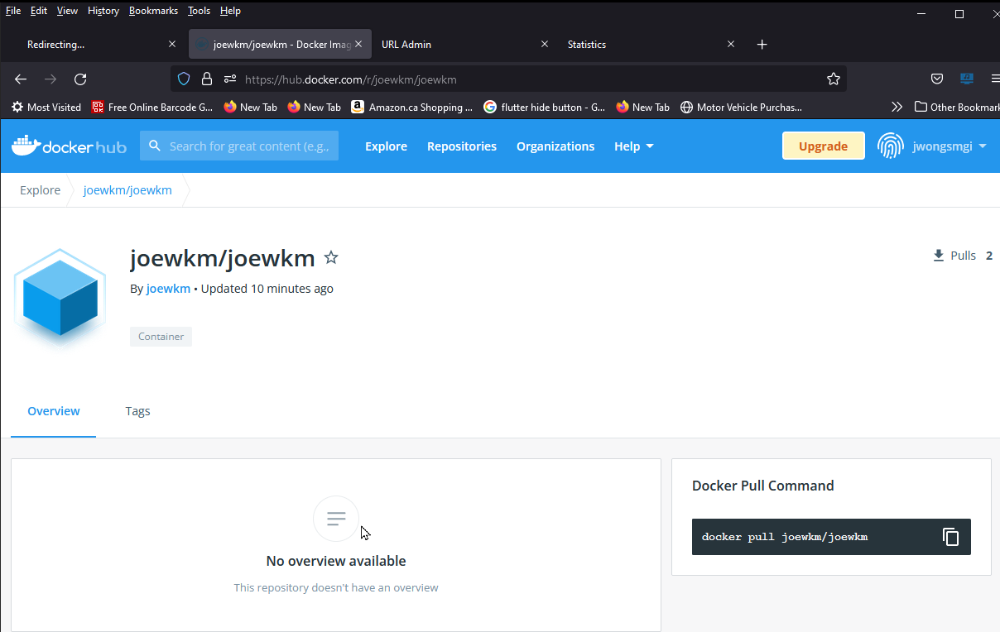 File Edit View History Bookmarks Tools Help
Redirecting... joewkm/joewkm - Docker Imag URL Admin Statistics
https://hub.docker.com/r/joewkm/joewkm
Most Visited Free Online Barcode G... New Tab New Tab Amazon.ca Shopping ... flutter hide button - G... New Tab Motor Vehicle Purchas... Other Bookmark
dockerhub Search for great content (e.g., Explore Repositories Organizations Help Upgrade jwongsmgi
Explore joewkm/joewkm
joewkm/joewkm Pulls 2
By joewkm • Updated 10 minutes ago
Container
Overview Tags
Docker Pull Command
docker pull joewkm/joewkm
No overview available
This repository doesn't have an overview